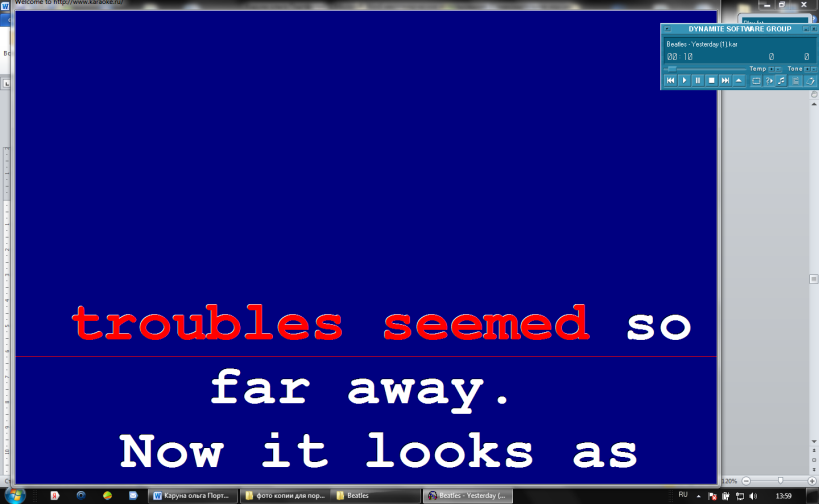 Welcome to http://www.karaoke.ru/
DYNAMITE SOFTWARE GROUP
Beatles - Yesterday (1).kar
00:10 0 0
Temp Tone
troubles seemed so
far away.
Now it looks as
120%
Каруна ольга Порт...
фото копии для пор...
Beatles
Beatles - Yesterday (...
RU
13:59